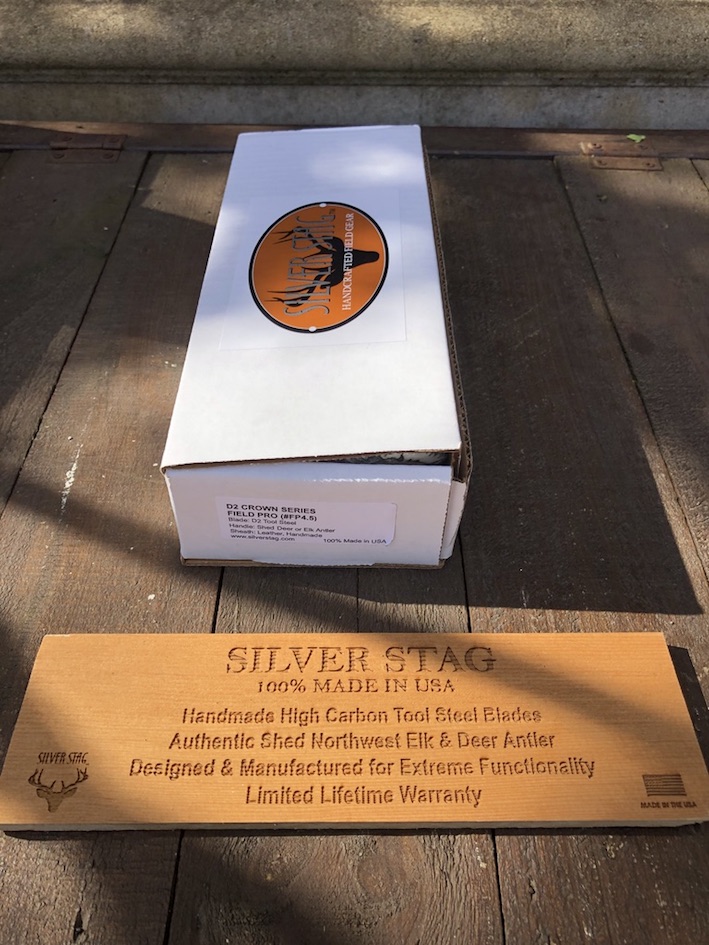 SILVER STAG
HANDCRAFTED FIELD GEAR
D2 CROWN SERIES
FIELD PRO (#FP4.5)
Blade: D2 Tool Steel
Handle: Shed Deer or Elk Antler
Sheath: Leather, Handmade
www.silverstag.com 100% Made in USA
SILVER STAG
100% MADE IN USA
Handmade High Carbon Tool Steel Blades
Authentic Shed Northwest Elk & Deer Antler
Designed & Manufactured for Extreme Functionality
Limited Lifetime Warranty
SILVER STAG
MADE IN THE USA